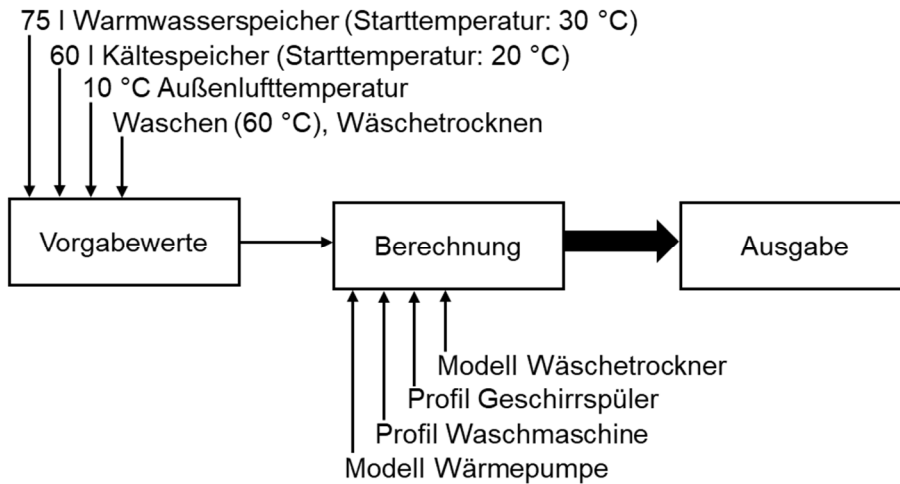 75 l Warmwasserspeicher (Starttemperatur: 30 °C)
60 l Kältespeicher (Starttemperatur: 20 °C)
10 °C Außenlufttemperatur
Waschen (60 °C), Wäschetrocknen
Vorgabewerte
Berechnung
Ausgabe
Modell Wäschetrockner
Profil Geschirrspüler
Profil Waschmaschine
Modell Wärmepumpe